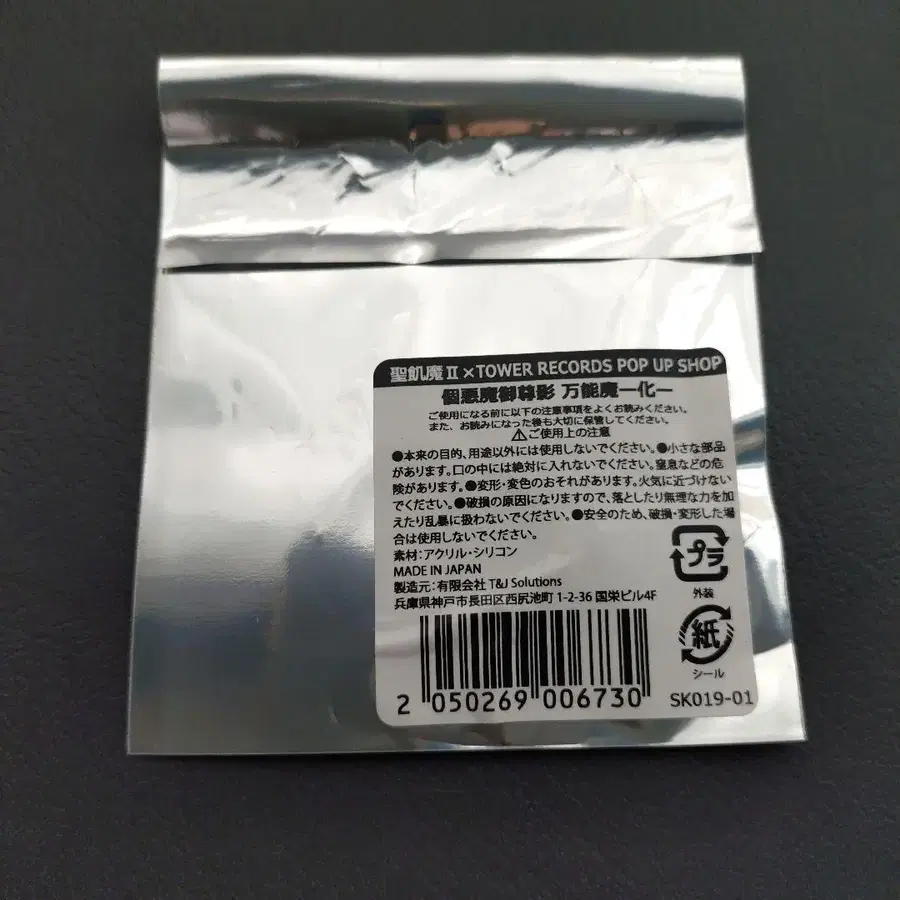 聖飢魔Ⅱ×TOWER RECORDS POP UP SHOP
個悪魔御尊影 万能魔一化一
ご使用になる前に以下の注意事項をよくお読みください。
また、お読みになった後も大切に保管してください。
⚠ご使用上の注意
●本来の目的、用途以外には使用しないでください。●小さな部品
があります。口の中には絶対に入れないでください。窒息などの危
険があります。●変形・変色のおそれがあります。火気に近づけない
でください。●破損の原因になりますので、落としたり無理な力を加
えたり乱暴に扱わないでください。●安全のため、破損・変形した場
合は使用しないでください。
素材：アクリル・シリコン
MADE IN JAPAN
製造元：有限会社 T&J Solutions
兵庫県神戸市長田区西尻池町 1-2-36 国栄ビル4F
プラ
外装
紙
シール
2 050269 006730
SK019-01